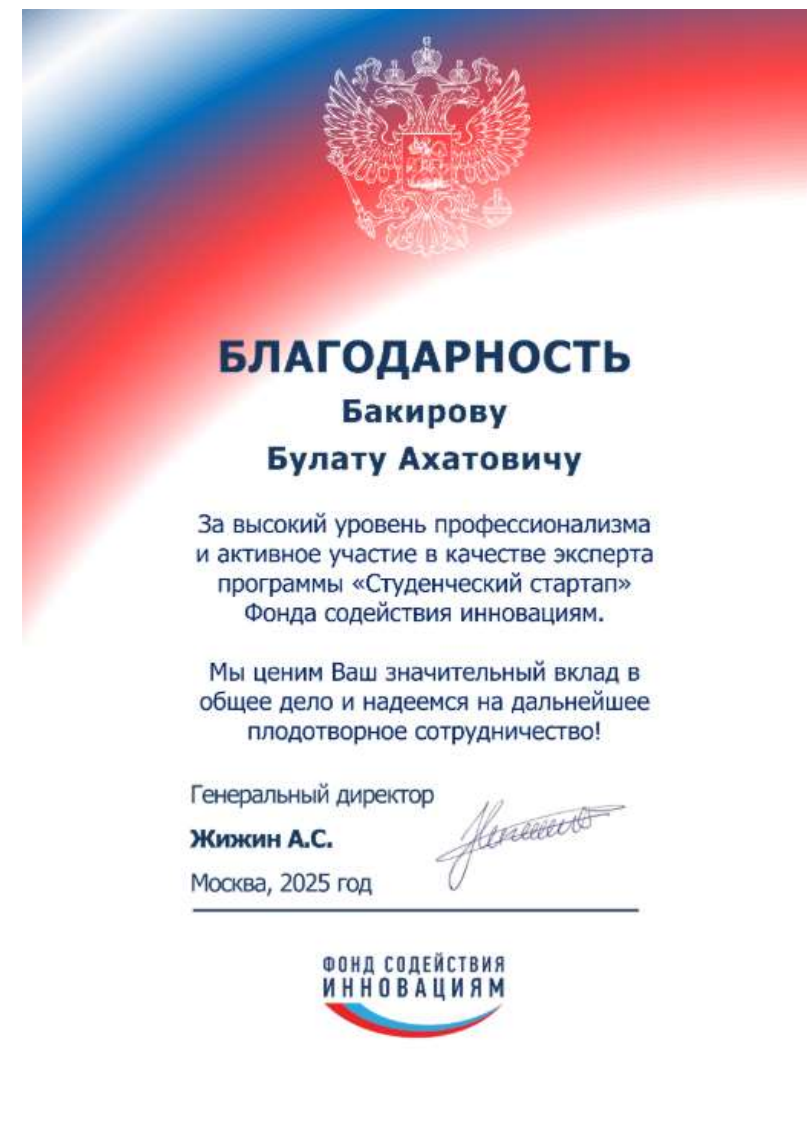 БЛАГОДАРНОСТЬ
Бакирову
Булату Ахатовичу
За высокий уровень профессионализма
и активное участие в качестве эксперта
программы «Студенческий стартап»
Фонда содействия инновациям.
Мы ценим Ваш значительный вклад в
общее дело и надеемся на дальнейшее
плодотворное сотрудничество!
Генеральный директор
Жижин А.С.
Москва, 2025 год
ФОНД СОДЕЙСТВИЯ
ИННОВАЦИЯМ